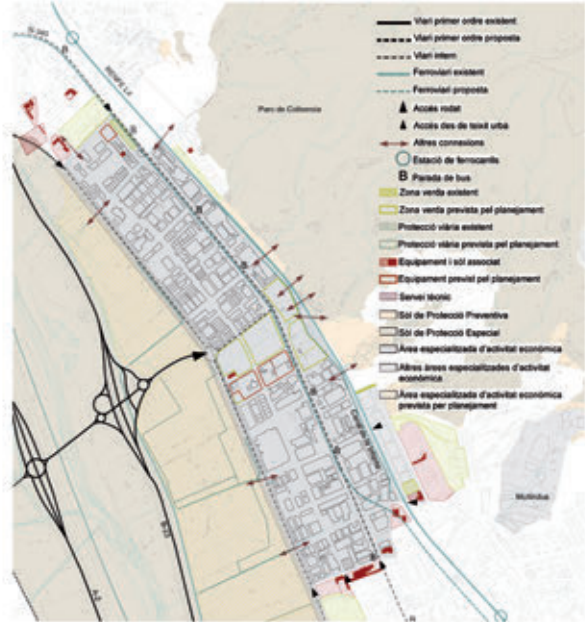 Viari primer ordre existent
Viari primer ordre proposta
Viari intern
Ferroviari existent
Ferroviari proposta
Accés rodat
Accés des de teixit urbà
Altres connexions
Estació de ferrocarrils
B Parada de bus
Zona verda existent
Zona verda prevista pel planejament
Protecció viària existent
Protecció viària prevista pel planejament
Equipament i sòl associat
Equipament previst pel planejament
Servei tècnic
Sòl de Protecció Preventiva
Sòl de Protecció Especial
Àrea especialitzada d'activitat econòmica
Altres àrees especialitzades d'activitat
econòmica
Àrea especialitzada d'activitat econòmica
prevista per planejament
N-340
Parc de Collserola
B-23
A-2